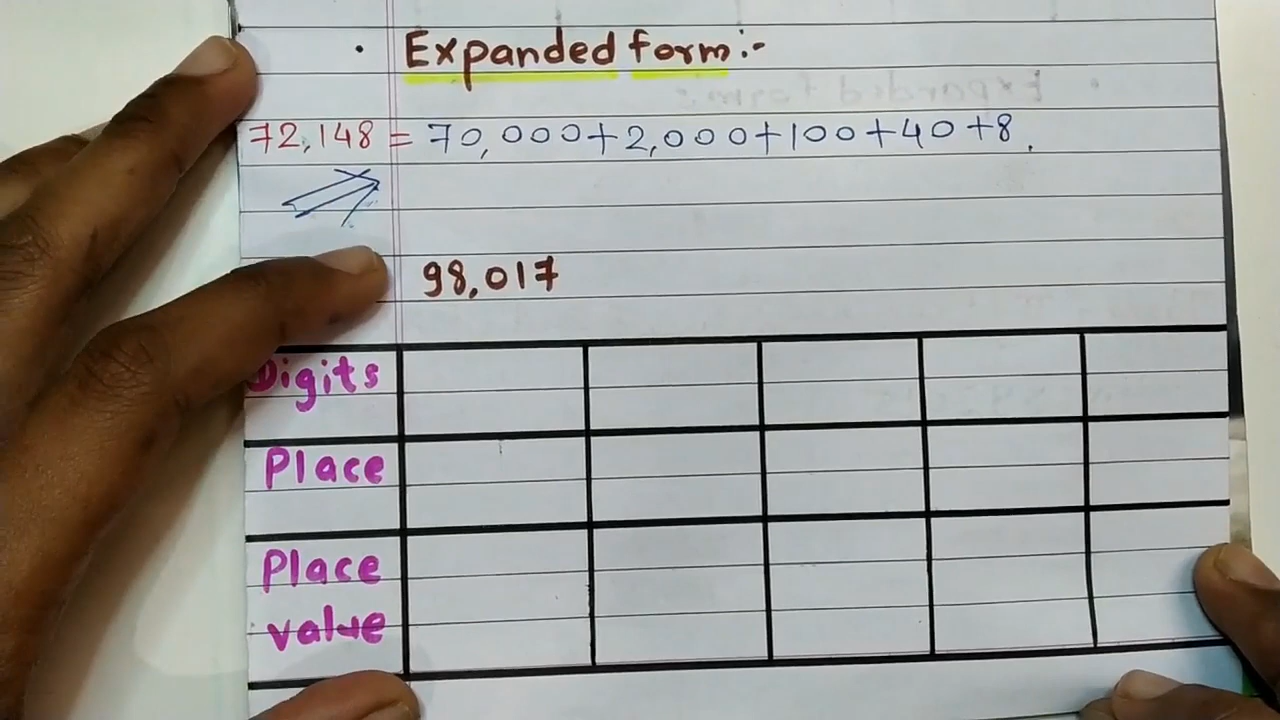 • Expanded form :-
72,148 = 70,000+2,000+100+40+8.
98,017
Digits
Place
Place
value